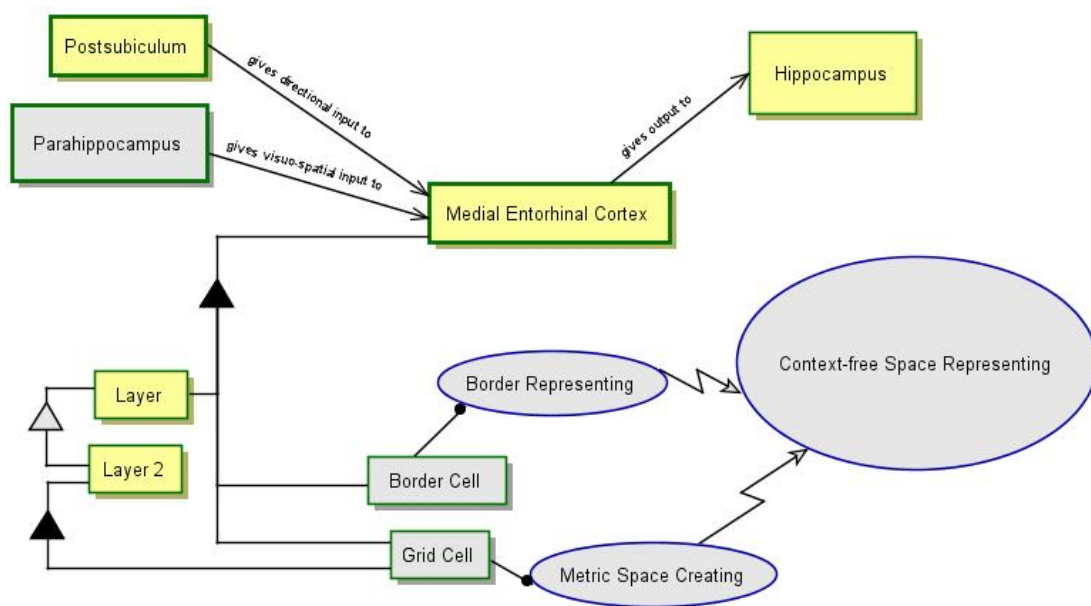 Postsubiculum
gives directional input to
Hippocampus
Parahippocampus
gives visuo-spatial input to
gives output to
Medial Entorhinal Cortex
Context-free Space Representing
Border Representing
Layer
Layer 2
Border Cell
Grid Cell
Metric Space Creating